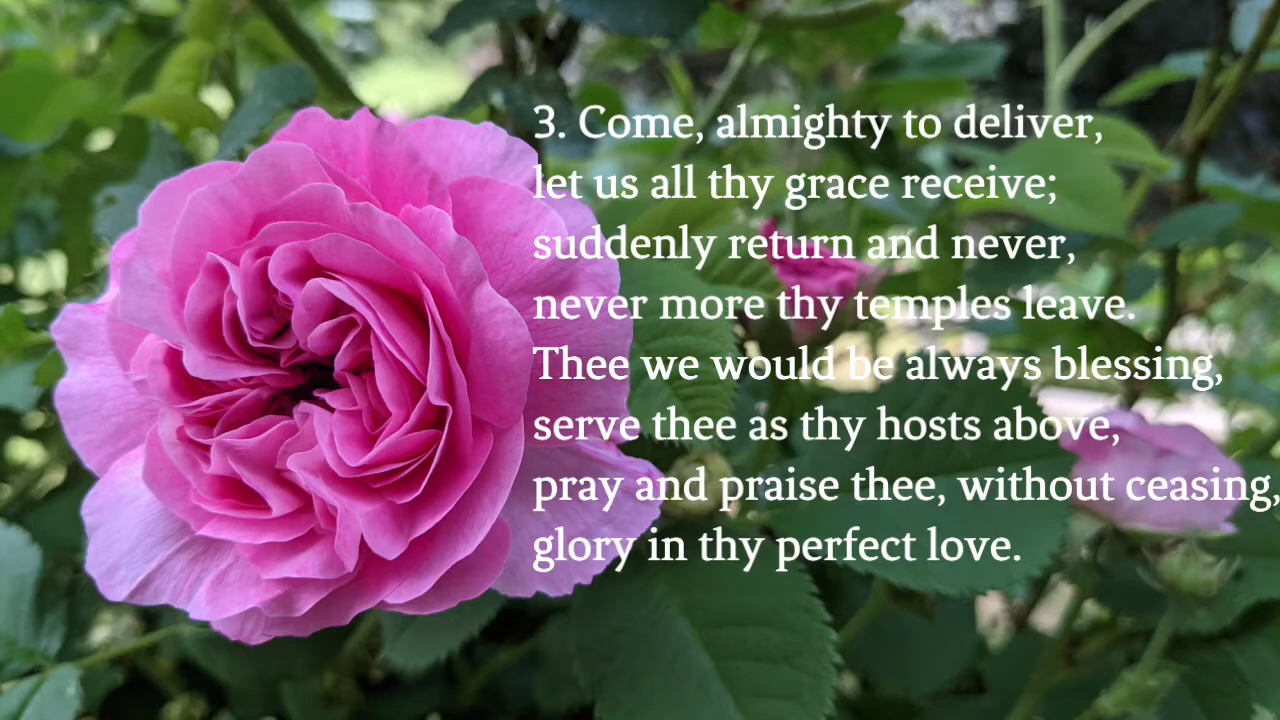 3. Come, almighty to deliver,
let us all thy grace receive;
suddenly return and never,
never more thy temples leave.
Thee we would be always blessing,
serve thee as thy hosts above,
pray and praise thee, without ceasing,
glory in thy perfect love.